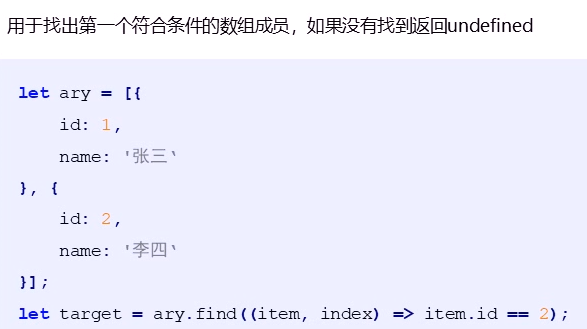 用于找出第一个符合条件的数组成员，如果没有找到返回undefined
let ary = [{
id: 1,
name: '张三‘
}, {
id: 2,
name: '李四‘
}];
let target = ary.find((item, index) => item.id == 2);